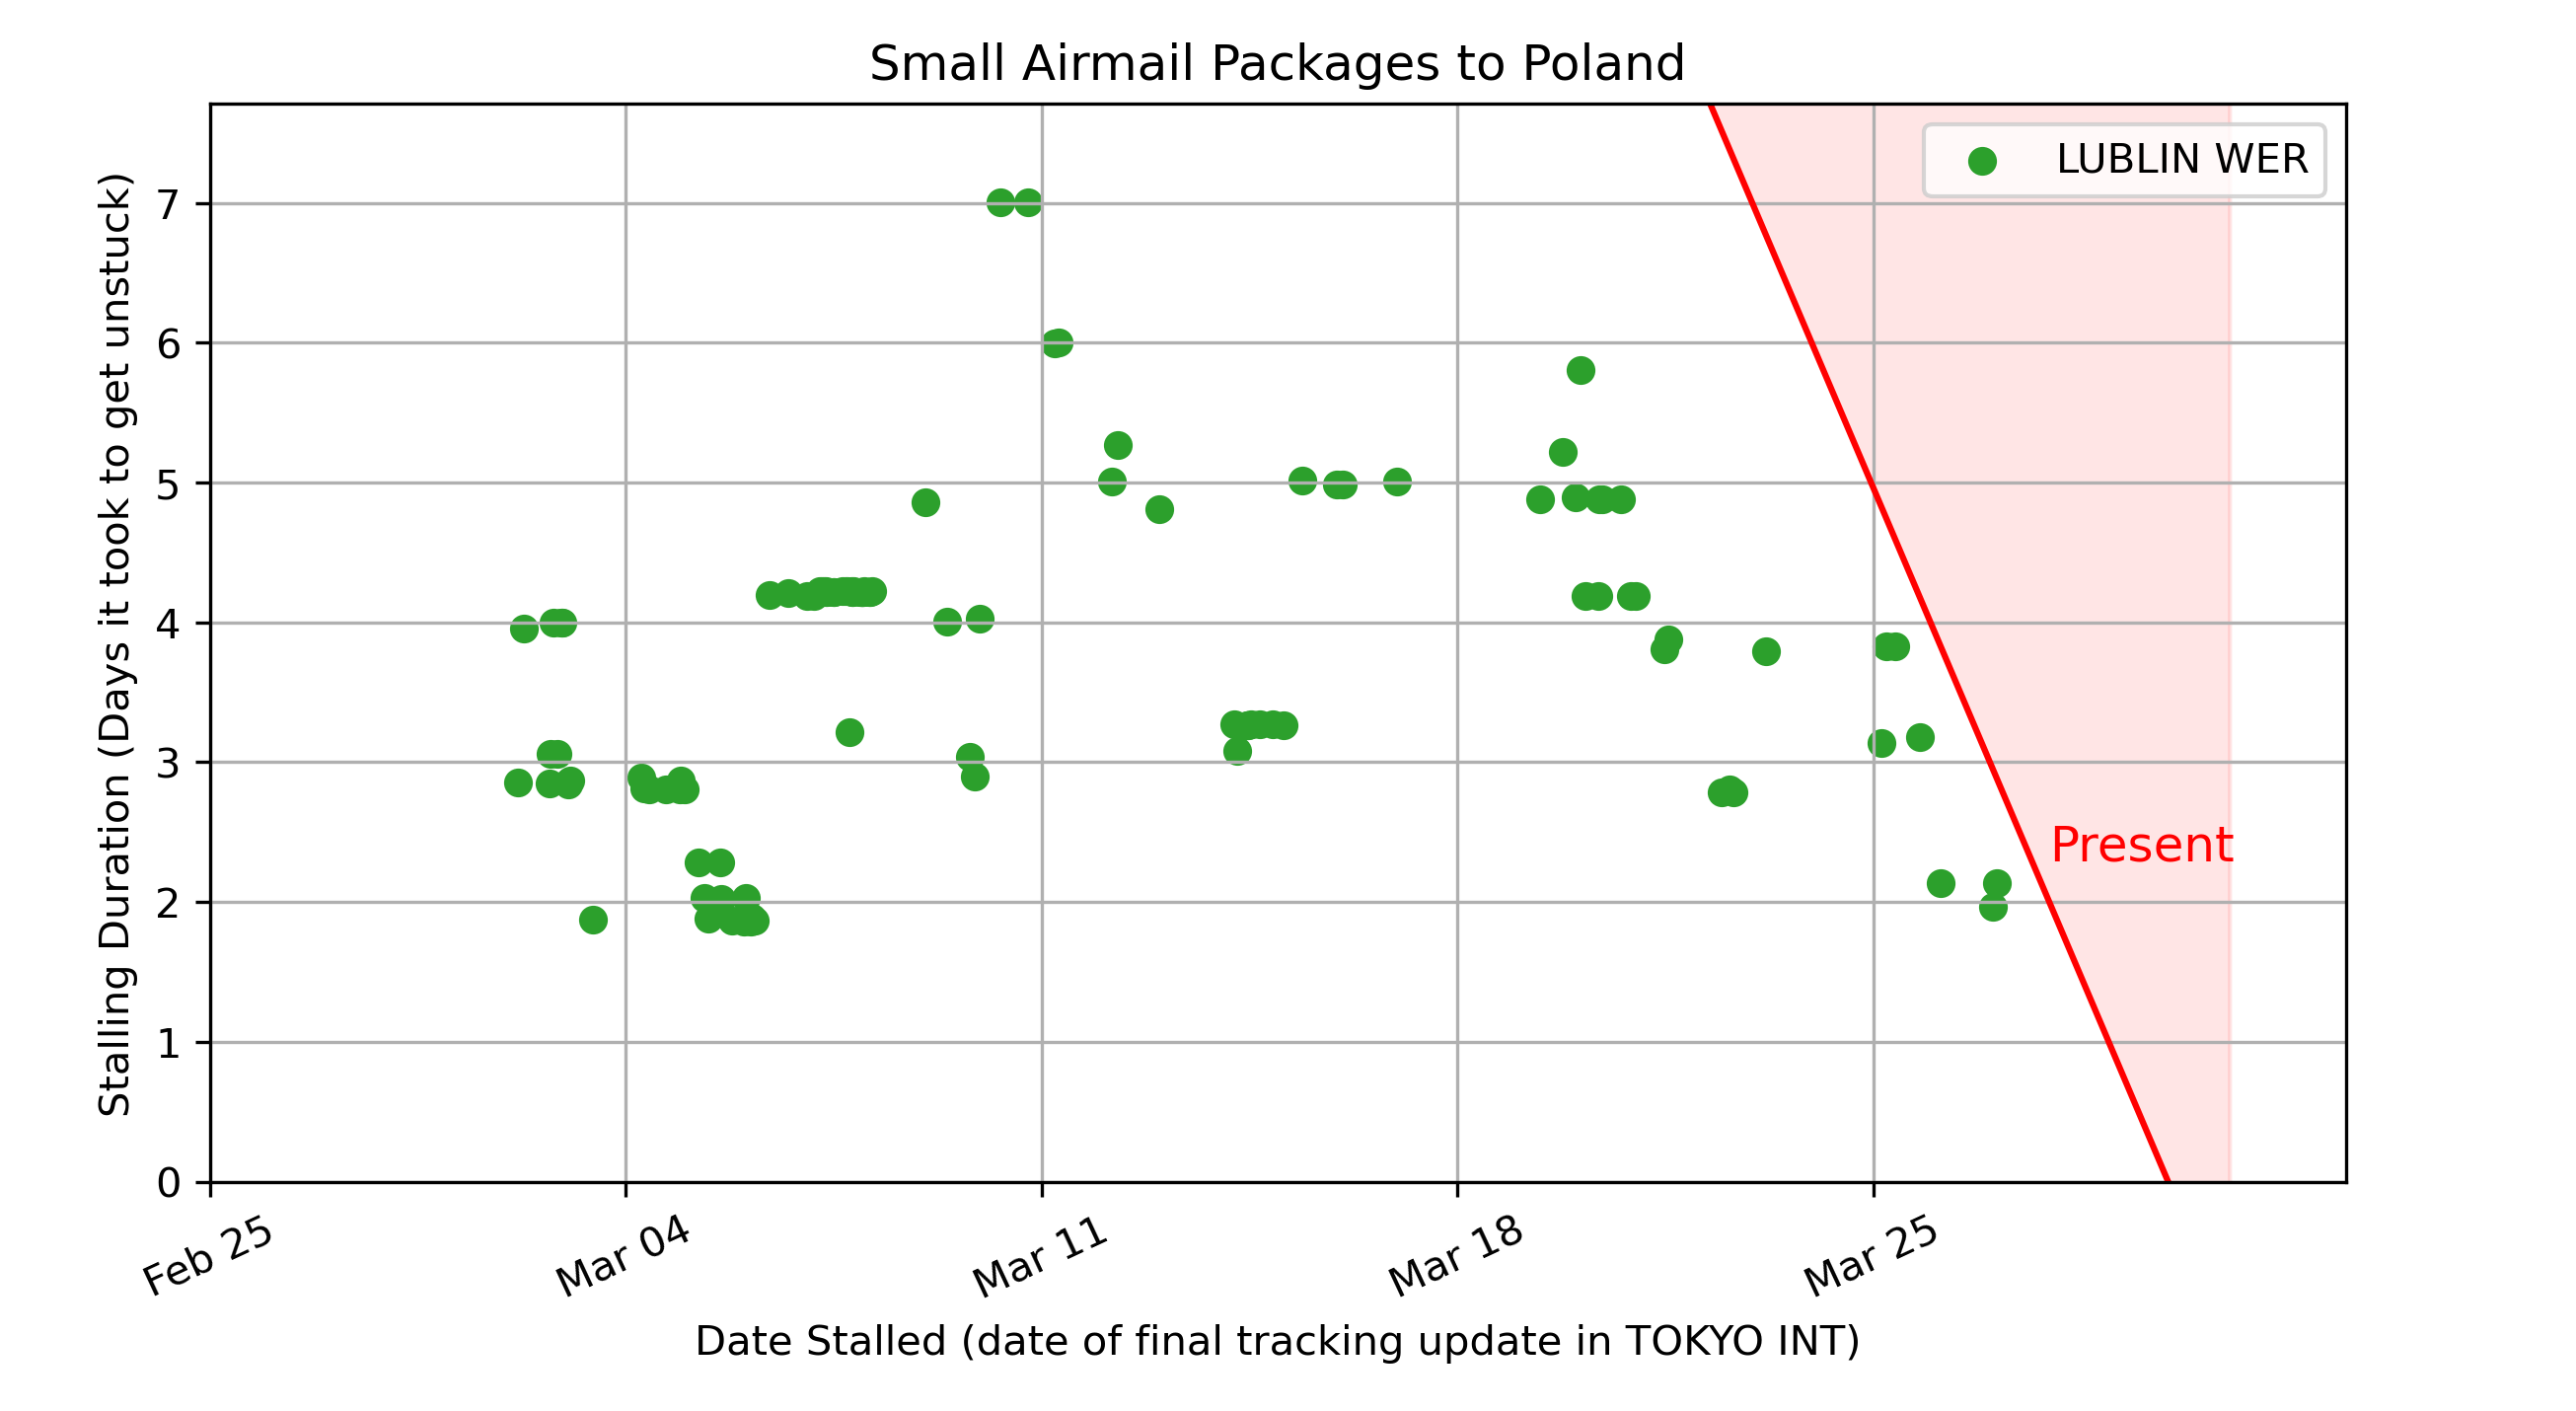 Small Airmail Packages to Poland
LUBLIN WER
Stalling Duration (Days it took to get unstuck)
7
6
5
4
3
2
1
0
Present
Feb 25
Mar 04
Mar 11
Mar 18
Mar 25
Date Stalled (date of final tracking update in TOKYO INT)